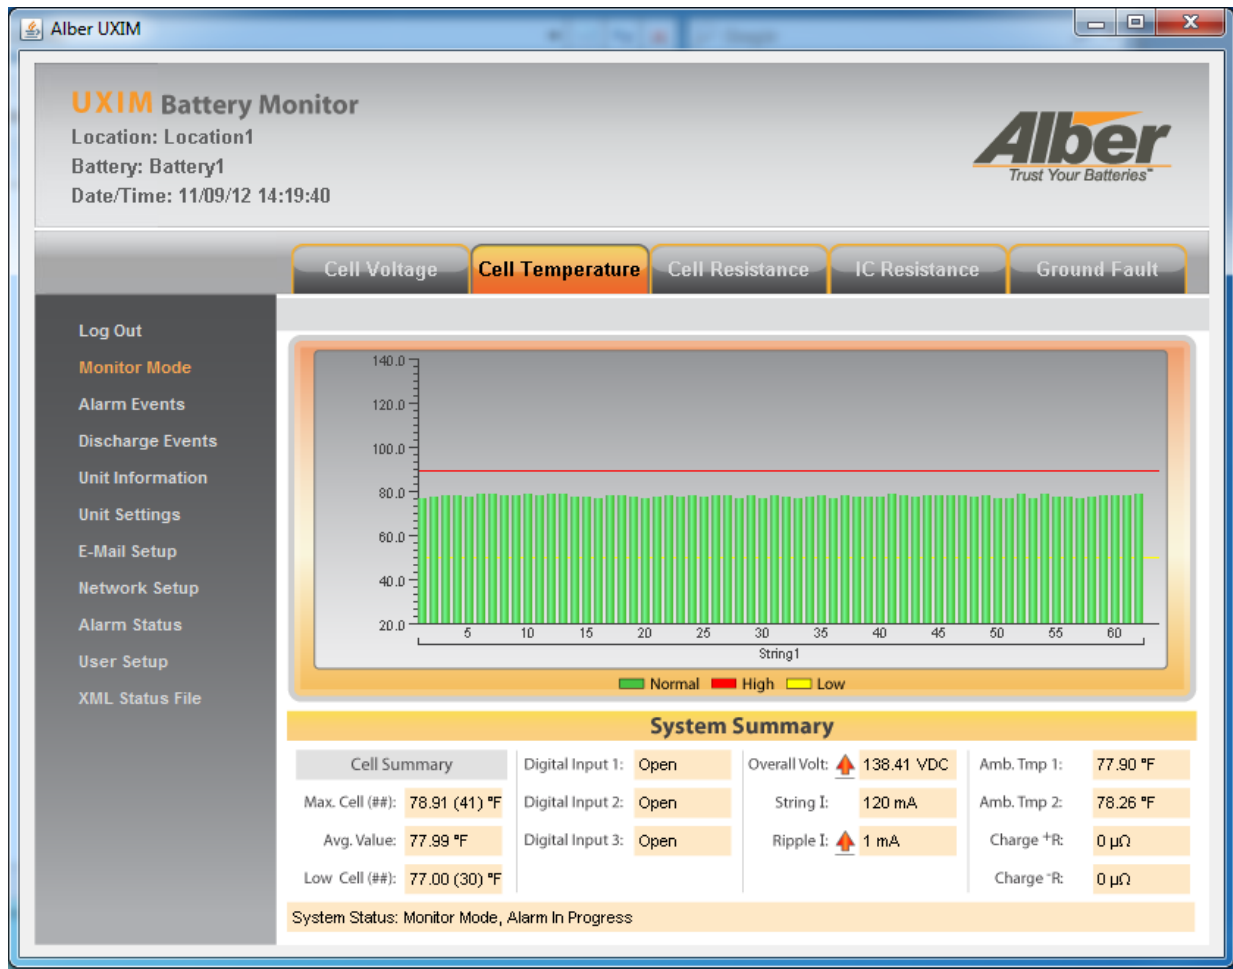 Alber UXIM
UXIM Battery Monitor
Location: Location1
Battery: Battery1
Date/Time: 11/09/12 14:19:40
Alber
Trust Your Batteries™
Cell Voltage Cell Temperature Cell Resistance IC Resistance Ground Fault
Log Out
Monitor Mode
Alarm Events
Discharge Events
Unit Information
Unit Settings
E-Mail Setup
Network Setup
Alarm Status
User Setup
XML Status File
140.0
120.0
100.0
80.0
60.0
40.0
20.0
5 10 15 20 25 30 35 40 45 50 55 60
String1
Normal High Low
System Summary
Cell Summary
Max. Cell (##): 78.91 (41) °F
Avg. Value: 77.99 °F
Low Cell (##): 77.00 (30) °F
Digital Input 1: Open
Digital Input 2: Open
Digital Input 3: Open
Overall Volt: 138.41 VDC
String I: 120 mA
Ripple I: 1 mA
Amb. Tmp 1: 77.90 °F
Amb. Tmp 2: 78.26 °F
Charge +R: 0 µΩ
Charge -R: 0 µΩ
System Status: Monitor Mode, Alarm In Progress